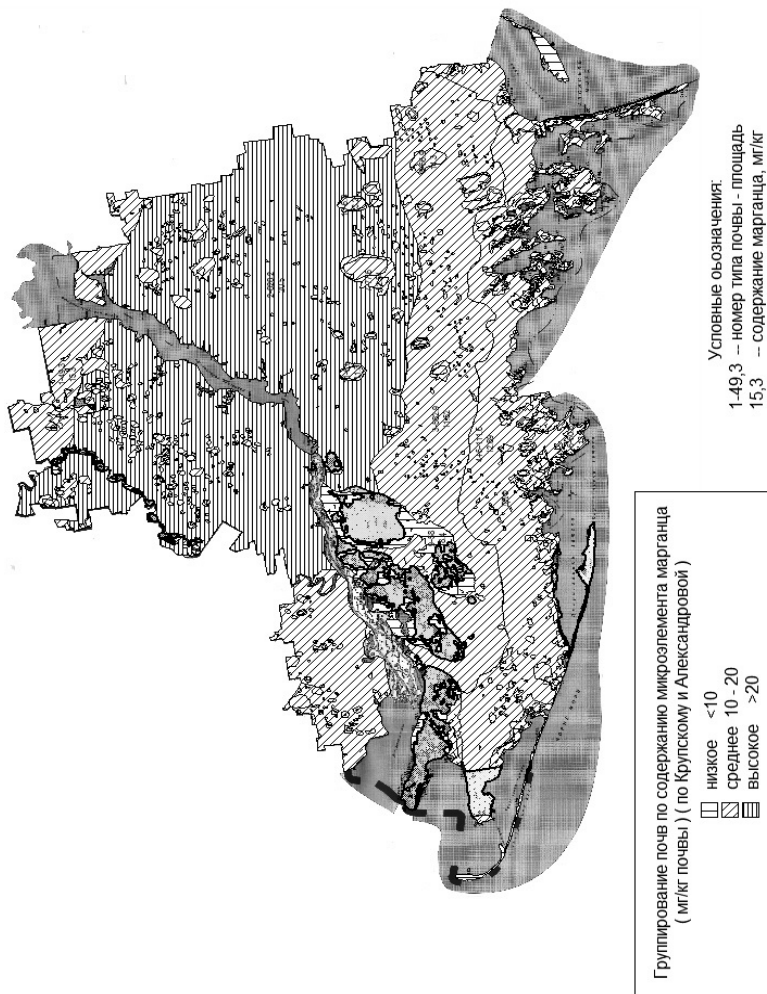 Условные оьозначения:
1-49,3 -- номер типа почвы - площадь
15,3 -- содержание марганца, мг/кг
Группирование почв по содержанию микроэлемента марганца
( мг/кг почвы ) ( по Крупскому и Александровой )
низкое <10
среднее 10 - 20
высокое >20